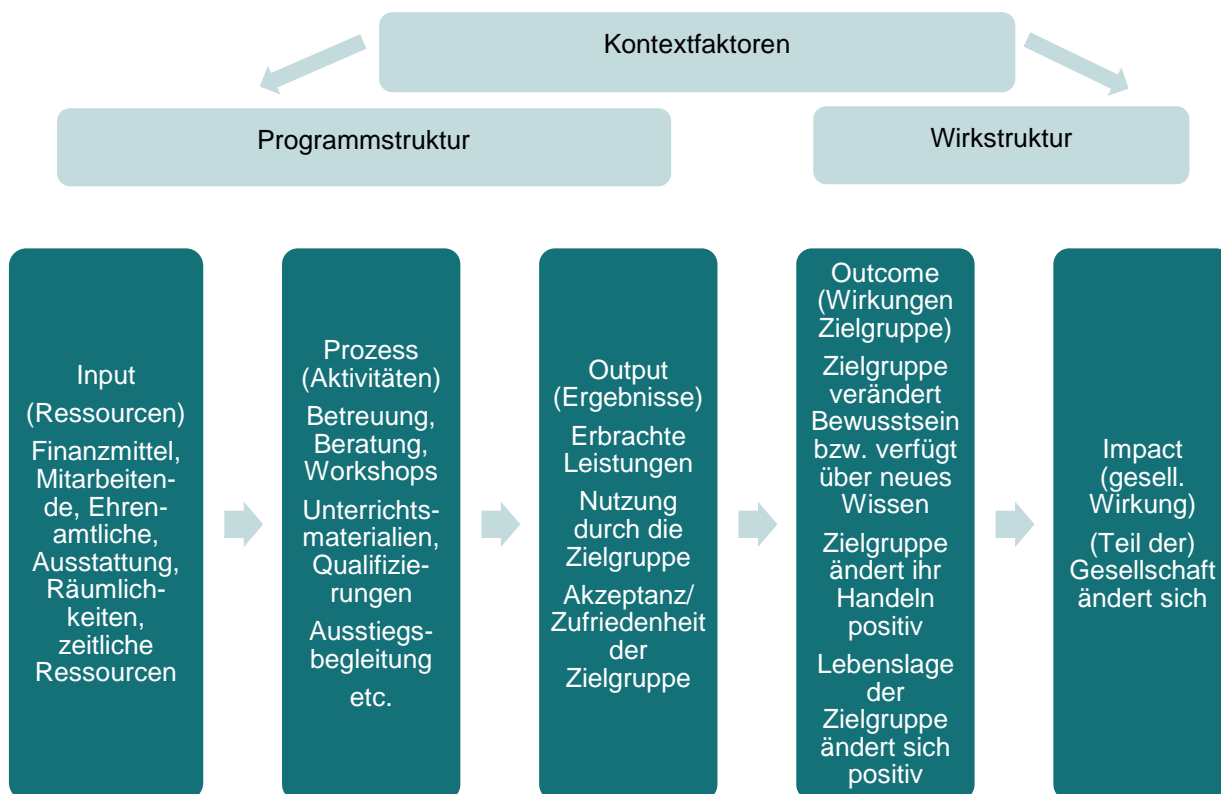 Kontextfaktoren
Programmstruktur
Wirkstruktur
Input
(Ressourcen)
Finanzmittel,
Mitarbeiten-
de, Ehren-
amtliche,
Ausstattung,
Räumlich-
keiten,
zeitliche
Ressourcen
Prozess
(Aktivitäten)
Betreuung,
Beratung,
Workshops
Unterrichts-
materialien,
Qualifizie-
rungen
Ausstiegs-
begleitung
etc.
Output
(Ergebnisse)
Erbrachte
Leistungen
Nutzung
durch die
Zielgruppe
Akzeptanz/
Zufriedenheit
der
Zielgruppe
Outcome
(Wirkungen
Zielgruppe)
Zielgruppe
verändert
Bewusstsein
bzw. verfügt
über neues
Wissen
Zielgruppe
ändert ihr
Handeln
positiv
Lebenslage
der
Zielgruppe
ändert sich
positiv
Impact
(gesell.
Wirkung)
(Teil der)
Gesellschaft
ändert sich